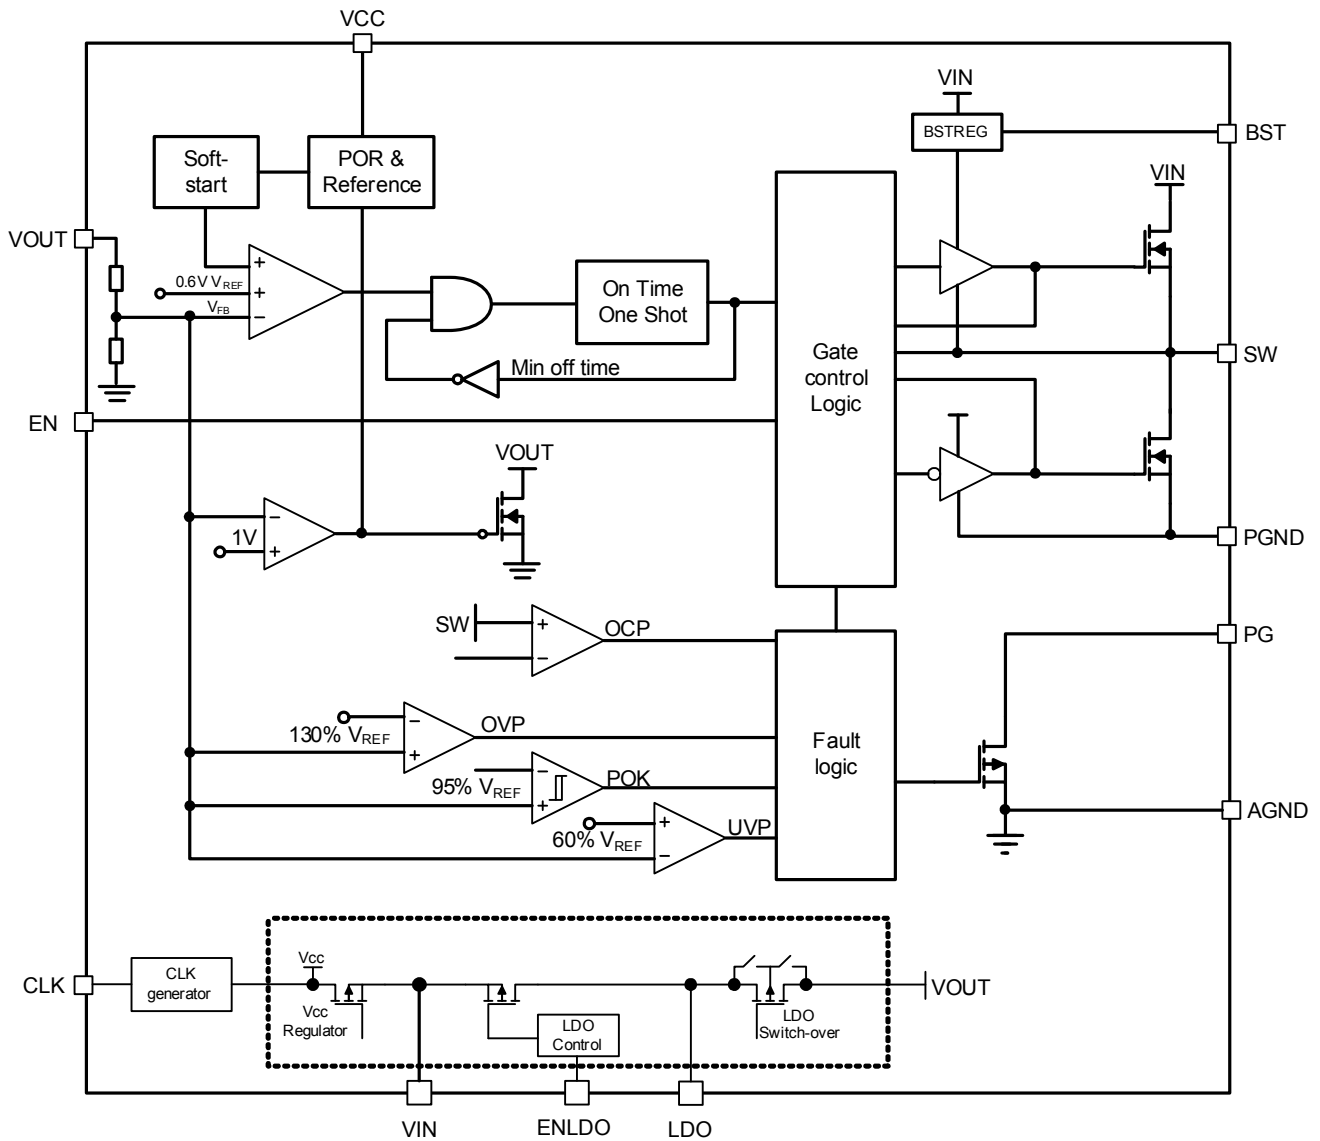 VCC
VIN
BSTREG
BST
Soft-
start
POR &
Reference
VIN
VOUT
0.6V VREF
+
+
VFB
−
On Time
One Shot
Min off time
Gate
control
Logic
SW
EN
VOUT
−
1V
+
PGND
SW
+
−
OCP
PG
130% VREF
−
+
OVP
Fault
logic
95% VREF
−
+
POK
60% VREF
+
−
UVP
AGND
CLK
CLK
generator
Vcc
Vcc
Regulator
LDO
Control
LDO
Switch-over
VOUT
VIN
ENLDO
LDO